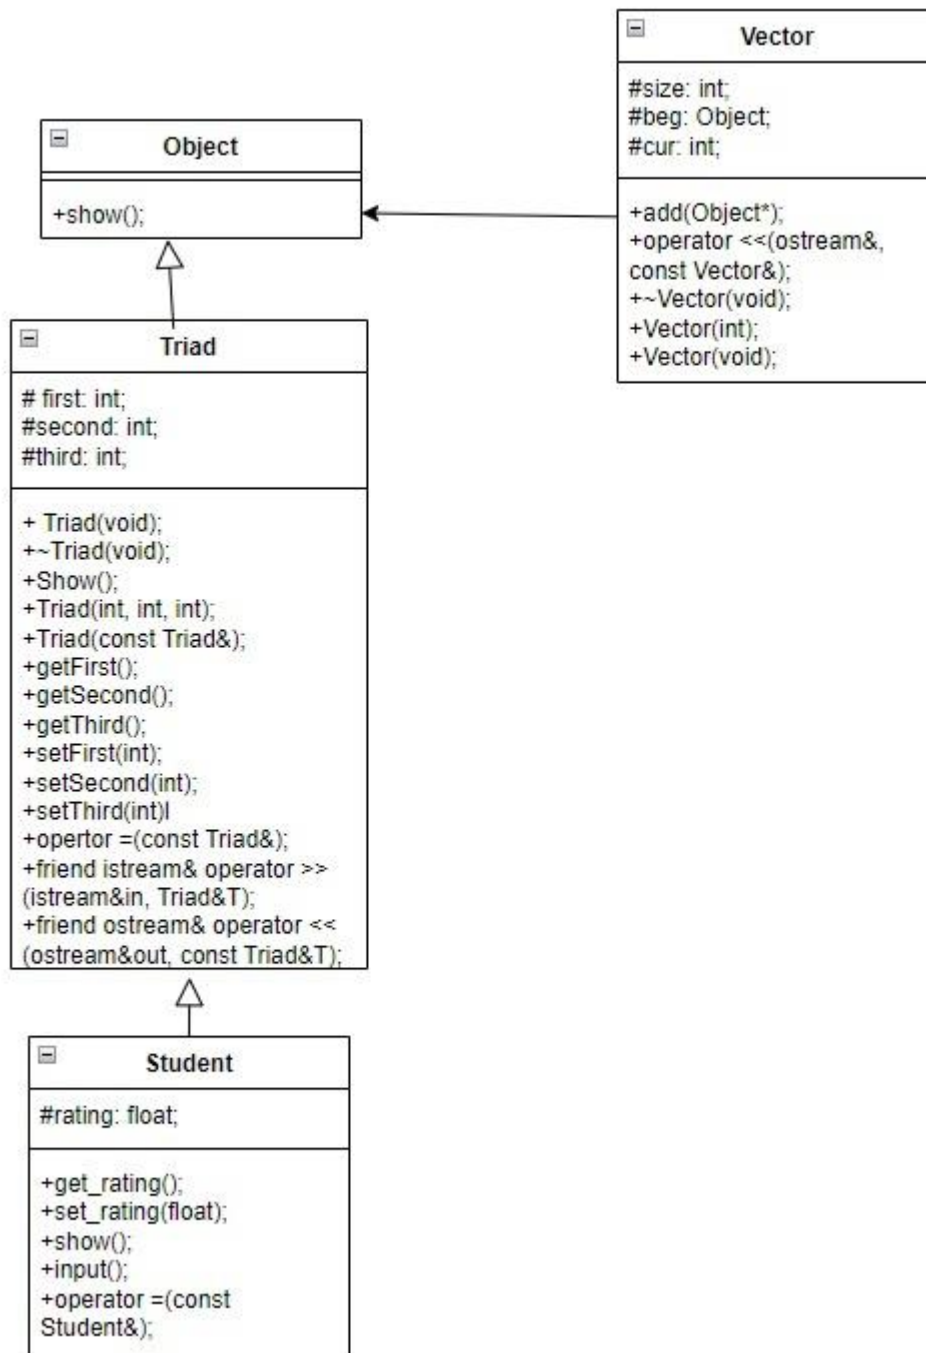 Vector
#size: int;
#beg: Object;
#cur: int;
+add(Object*);
+operator <<(ostream&,
const Vector&);
+~Vector(void);
+Vector(int);
+Vector(void);
Object
+show();
Triad
# first: int;
#second: int;
#third: int;
+ Triad(void);
+~Triad(void);
+Show();
+Triad(int, int, int);
+Triad(const Triad&);
+getFirst();
+getSecond();
+getThird();
+setFirst(int);
+setSecond(int);
+setThird(int)l
+opertor =(const Triad&);
+friend istream& operator >>
(istream&in, Triad&T);
+friend ostream& operator <<
(ostream&out, const Triad&T);
Student
#rating: float;
+get_rating();
+set_rating(float);
+show();
+input();
+operator =(const
Student&);